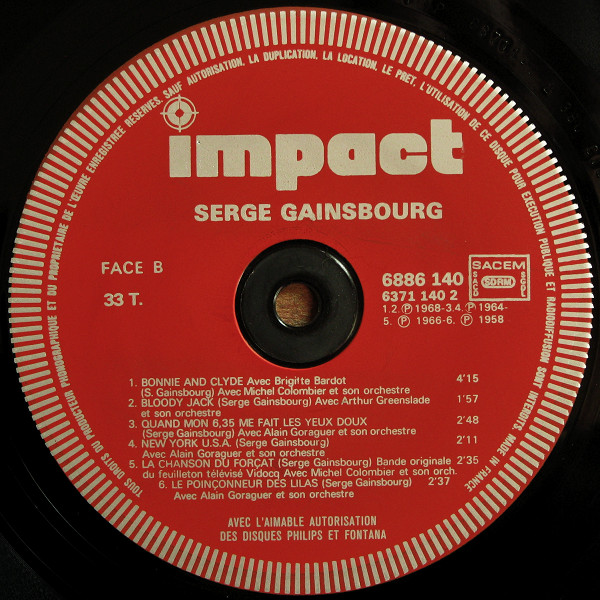 TOUS DROITS DU PRODUCTEUR PHONOGRAPHIQUE ET DU PROPRIETAIRE DE L'ŒUVRE ENREGISTREE RESERVES. SAUF AUTORISATION, LA DUPLICATION, LA LOCATION, LE PRET, L'UTILISATION DE CE DISQUE POUR EXECUTION PUBLIQUE ET RADIODIFFUSION SONT INTERDITS. MADE IN FRANCE
impact
SERGE GAINSBOURG
FACE B
33 T.
6886 140
6371 140 2
SACEM
SACD
SDRM
SGDL
1.2.Ⓟ 1968-3.4.Ⓟ 1964-
5. Ⓟ 1966-6. Ⓟ 1958
1. BONNIE AND CLYDE Avec Brigitte Bardot 4'15
(S. Gainsbourg) Avec Michel Colombier et son orchestre
2. BLOODY JACK (Serge Gainsbourg) Avec Arthur Greenslade 1'57
et son orchestre
3. QUAND MON 6,35 ME FAIT LES YEUX DOUX 2'48
(Serge Gainsbourg) Avec Alain Goraguer et son orchestre
4. NEW YORK U.S.A. (Serge Gainsbourg) 2'11
Avec Alain Goraguer et son orchestre
5. LA CHANSON DU FORÇAT (Serge Gainsbourg) Bande originale 2'35
du feuilleton télévisé Vidocq Avec Michel Colombier et son orch.
6. LE POINÇONNEUR DES LILAS (Serge Gainsbourg) 2'37
Avec Alain Goraguer et son orchestre
AVEC L'AIMABLE AUTORISATION
DES DISQUES PHILIPS ET FONTANA